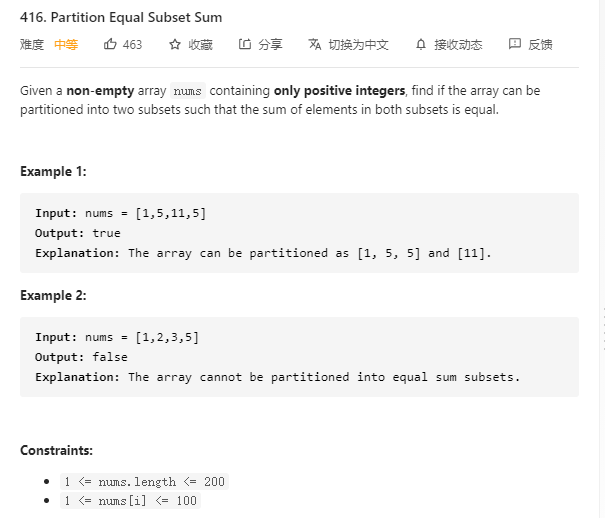 416. Partition Equal Subset Sum
难度 中等 463 收藏 分享 切换为中文 接收动态 反馈
Given a non-empty array nums containing only positive integers, find if the array can be
partitioned into two subsets such that the sum of elements in both subsets is equal.
Example 1:
Input: nums = [1,5,11,5]
Output: true
Explanation: The array can be partitioned as [1, 5, 5] and [11].
Example 2:
Input: nums = [1,2,3,5]
Output: false
Explanation: The array cannot be partitioned into equal sum subsets.
Constraints:
1 <= nums.length <= 200
1 <= nums[i] <= 100